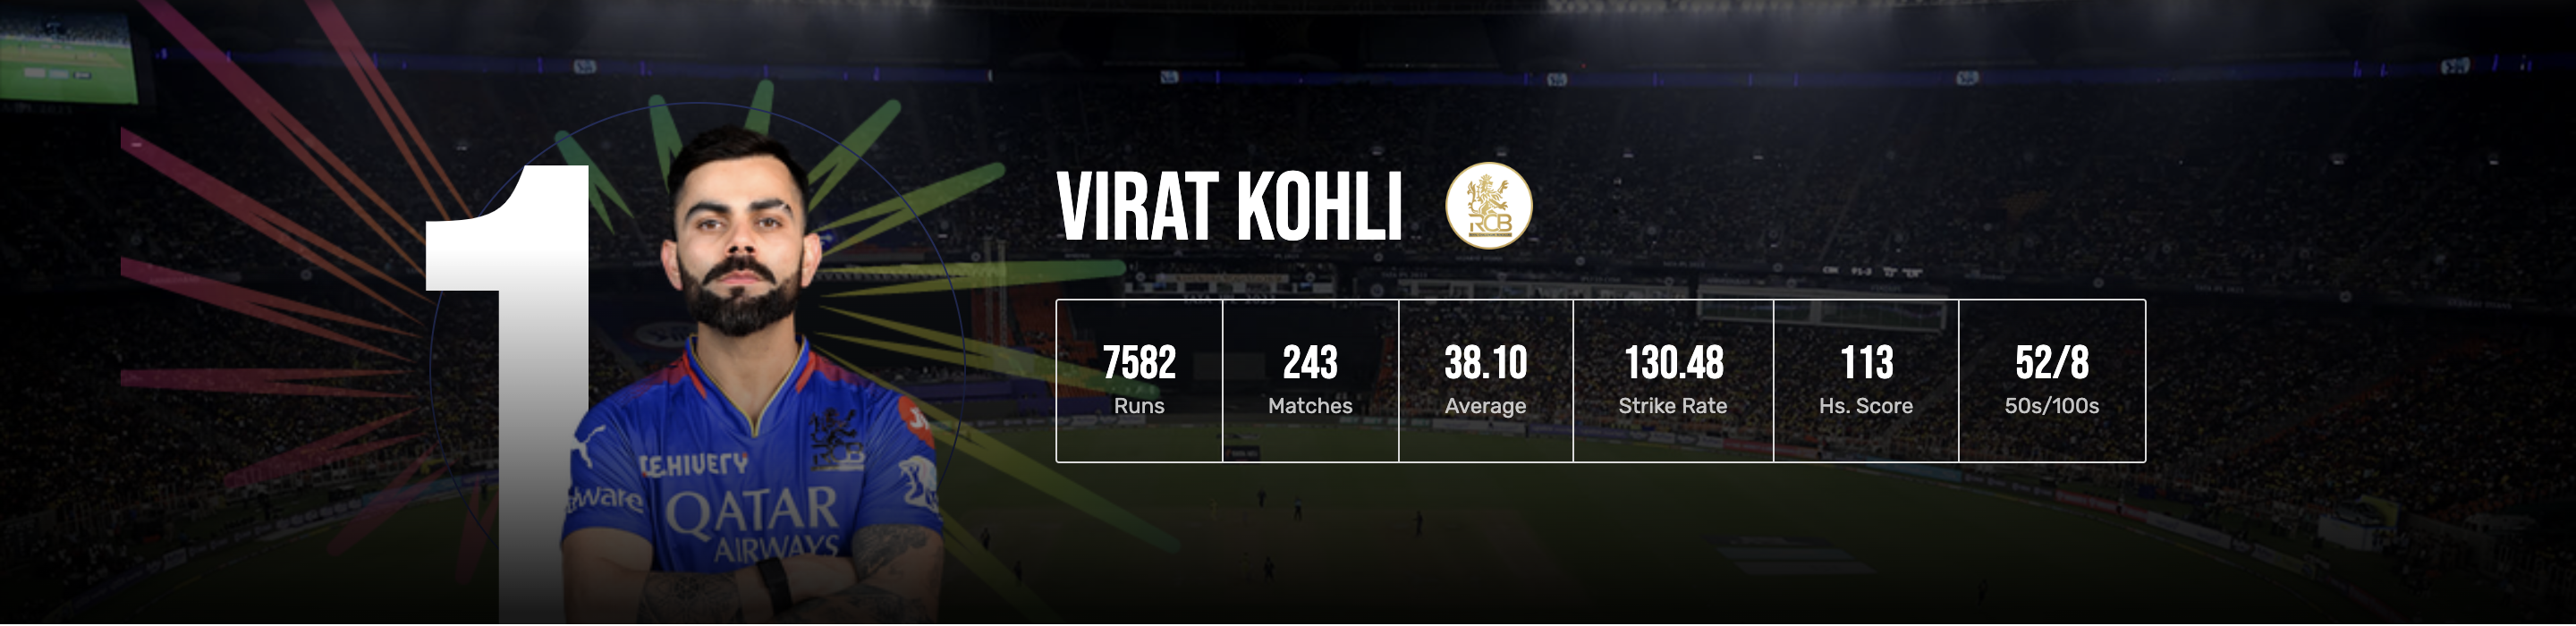 1
VIRAT KOHLI
RCB
7582
Runs
243
Matches
38.10
Average
130.48
Strike Rate
113
Hs. Score
52/8
50s/100s
QATAR
AIRWAYS